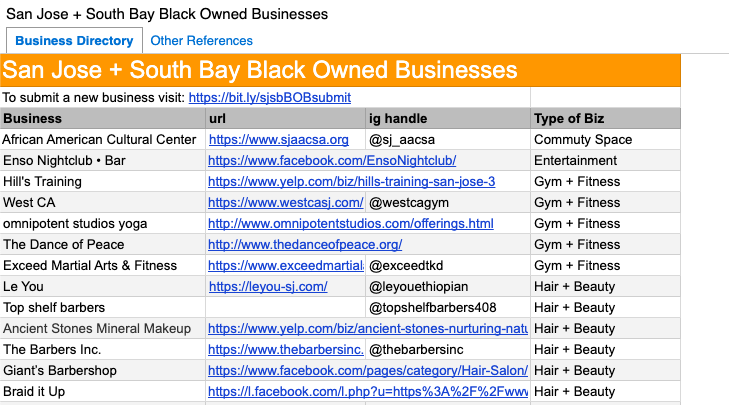 San Jose + South Bay Black Owned Businesses
Business Directory Other References
San Jose + South Bay Black Owned Businesses
To submit a new business visit: https://bit.ly/sjsbBOBsubmit
Business url ig handle Type of Biz
African American Cultural Center https://www.sjaacsa.org @sj_aacsa Commuty Space
Enso Nightclub • Bar https://www.facebook.com/EnsoNightclub/ Entertainment
Hill's Training https://www.yelp.com/biz/hills-training-san-jose-3 Gym + Fitness
West CA https://www.westcasj.com/ @westcagym Gym + Fitness
omnipotent studios yoga http://www.omnipotentstudios.com/offerings.html Gym + Fitness
The Dance of Peace http://www.thedanceofpeace.org/ Gym + Fitness
Exceed Martial Arts & Fitness https://www.exceedmartial @exceedtkd Gym + Fitness
Le You https://leyou-sj.com/ @leyouethiopian Hair + Beauty
Top shelf barbers @topshelfbarbers408 Hair + Beauty
Ancient Stones Mineral Makeup https://www.yelp.com/biz/ancient-stones-nurturing-natu Hair + Beauty
The Barbers Inc. https://www.thebarbersinc. @thebarbersinc Hair + Beauty
Giant's Barbershop https://www.facebook.com/pages/category/Hair-Salon/ Hair + Beauty
Braid it Up https://l.facebook.com/l.php?u=https%3A%2F%2Fwww Hair + Beauty